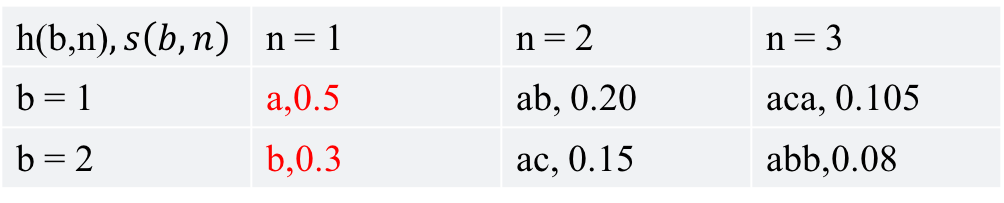 h(b,n), s(b,n) n = 1 n = 2 n = 3
b = 1 a,0.5 ab, 0.20 aca, 0.105
b = 2 b,0.3 ac, 0.15 abb,0.08